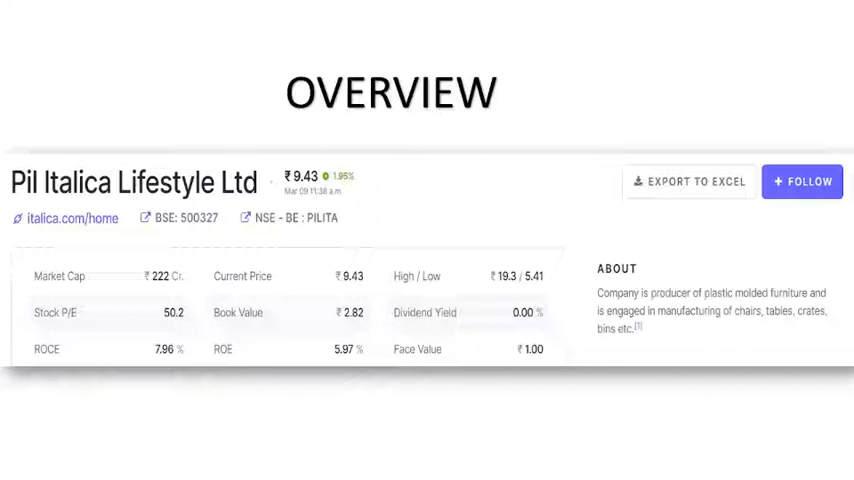 OVERVIEW
Pil Italica Lifestyle Ltd ₹ 9.43 1.95%
Mar 09 11:38 a.m
EXPORT TO EXCEL + FOLLOW
italica.com/home BSE: 500327 NSE - BE : PILITA
Market Cap ₹ 222 Cr. Current Price ₹ 9.43 High / Low ₹ 19.3 / 5.41
Stock P/E 50.2 Book Value ₹ 2.82 Dividend Yield 0.00 %
ROCE 7.96 % ROE 5.97 % Face Value ₹ 1.00
ABOUT
Company is producer of plastic molded furniture and
is engaged in manufacturing of chairs, tables, crates,
bins etc.[1]